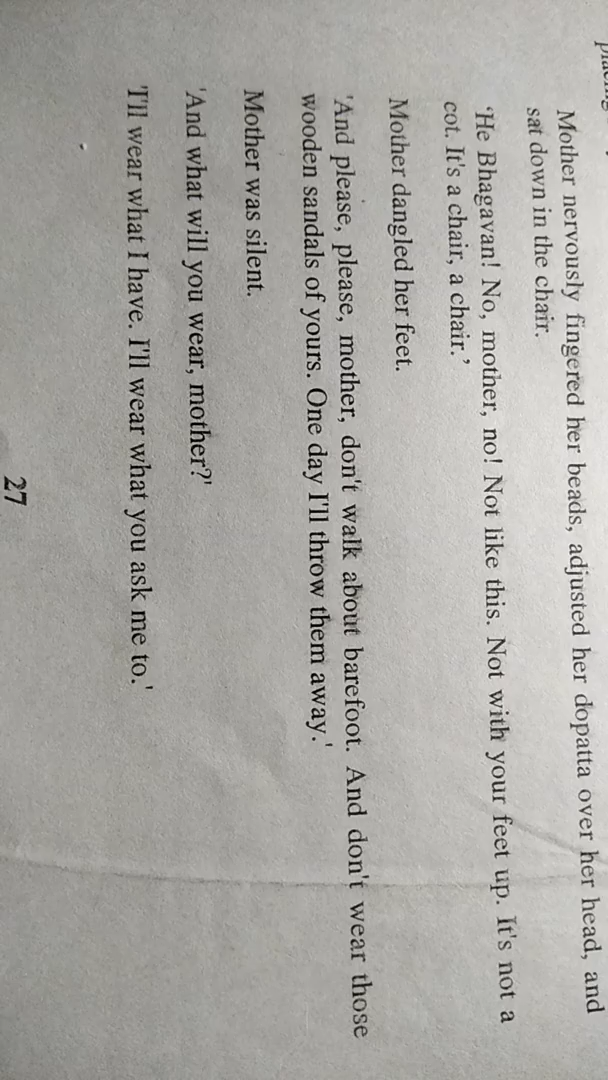 Mother nervously fingered her beads, adjusted her dopatta over her head, and
sat down in the chair.
'He Bhagavan! No, mother, no! Not like this. Not with your feet up. It's not a
cot. It's a chair, a chair.'
Mother dangled her feet.
'And please, please, mother, don't walk about barefoot. And don't wear those
wooden sandals of yours. One day I'll throw them away.'
Mother was silent.
'And what will you wear, mother?'
'I'll wear what I have. I'll wear what you ask me to.'
27